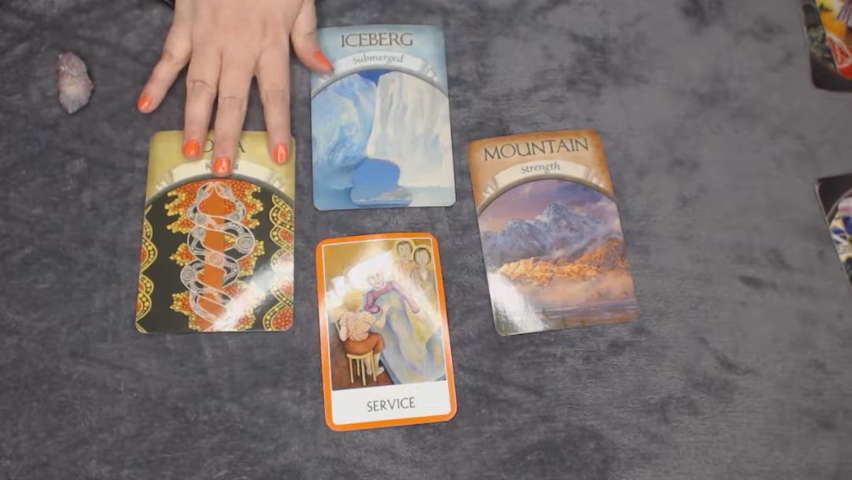 ICEBERG
Submerged
MOUNTAIN
Strength
SERVICE